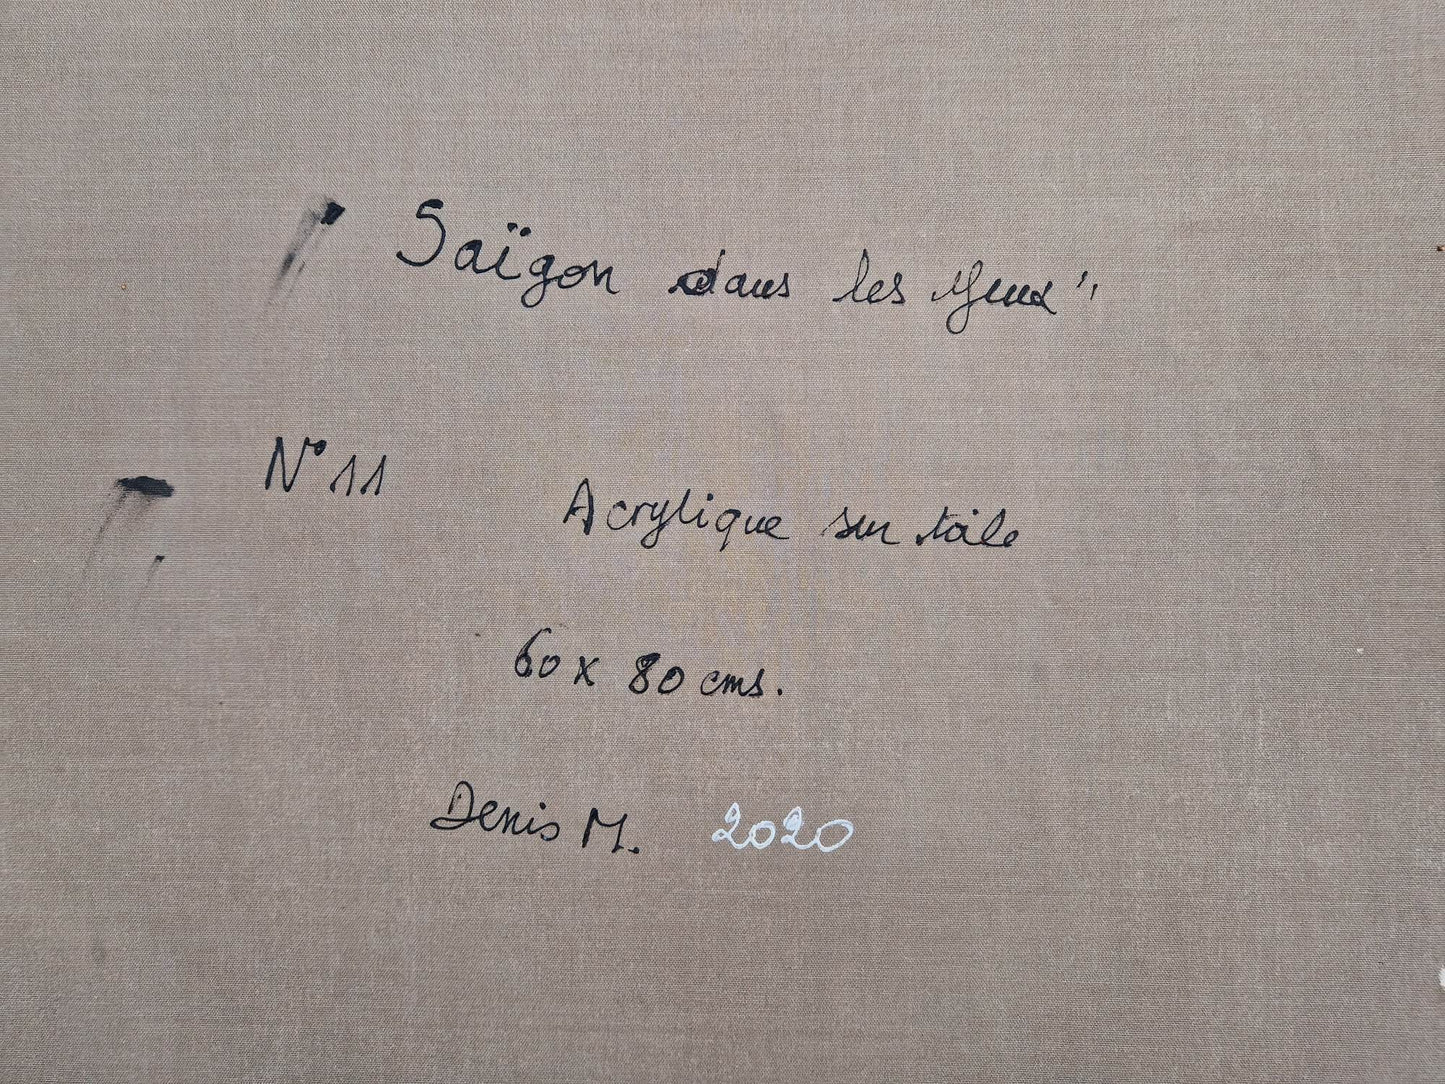 " Saïgon dans les yeux"
N° 11
Acrylique sur toile
60 x 80 cms.
Denis M. 2020